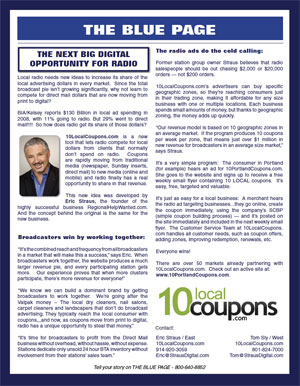 THE BLUE PAGE
THE NEXT BIG DIGITAL
OPPORTUNITY FOR RADIO
Local radio needs new ideas to increase its share of the
local advertising dollars in every market. Since the total
broadcast pie isn't growing significantly, why not learn to
compete for direct mail dollars that are now moving from
print to digital?
BIA/Kelsey reports $130 Billion in local ad spending in
2008, with 11% going to radio. But 29% went to direct
mail!!!! So how does radio get its share of those dollars?
10LocalCoupons.com is a new
tool that lets radio compete for local
dollars from clients that normally
don't spend on radio. Coupons
are rapidly moving from traditional
media (newspaper, Sunday inserts,
direct mail) to new media (online and
mobile) and radio finally has a real
opportunity to share in that revenue.
This new idea was developed by
Eric Straus, the founder of the
highly successful business RegionalHelpWanted.com.
And the concept behind the original is the same for the
new business.
Broadcasters win by working together:
"It's the combined reach and frequency from all broadcasters
in a market that will make this a success," says Eric. When
broadcasters work together, the website produces a much
larger revenue pie, and every participating station gets
more. Our experience proves that when more clusters
participate, there's more revenue for everyone!"
"We know we can build a dominant brand by getting
broadcasters to work together. We're going after the
Valpak money – The local dry cleaners, nail salons,
carpet cleaners and landscapers that don't do broadcast
advertising. They typically reach the local consumer with
coupons...and now, as coupons move from print to digital,
radio has a unique opportunity to steal that money."
"It's time for broadcasters to profit from the Direct Mail
business without overhead, without hassle, without expense.
Stations dedicate only unsold 24 hour BTA inventory without
involvement from their stations' sales team."
The radio ads do the cold calling:
Former station group owner Straus believes that radio
salespeople should be out chasing $2,000 or $20,000
orders — not $200 orders.
10LocalCoupons.com's advertisers can buy specific
geographic zones, so they're reaching consumers just
in their trading zone, making it affordable for any size
business with one or multiple locations. Each business
spends small amounts of money, but thanks to geographic
zoning, the money adds up quickly.
"Our revenue model is based on 10 geographic zones in
an average market. If the program produces 10 coupons
per week per zone, that means just over $1 million in
new revenue for broadcasters in an average size market,"
says Straus.
It's a very simple program: The consumer in Portland
(for example) hears an ad for 10PortlandCoupons.com.
She goes to the website and signs up to receive a free
weekly email flyer containing 10 LOCAL coupons. It's
easy, free, targeted and valuable.
It's just as easy for a local business: A merchant hears
the radio ad targeting businesses...they go online, create
the coupon immediately, using the company's SCBP
(simple coupon building process) — and it's posted on
the site immediately and included in the next weekly email
flyer. The Customer Service Team at 10LocalCoupons.
com handles all customer needs, such as coupon offers,
adding zones, improving redemption, renewals, etc.
Everyone wins!
There are over 50 markets already partnering with
10LocalCoupons.com. Check out an active site at:
www.10PortlandCoupons.com.
10 local
coupons
.com
Contact:
Eric Straus / East
914-920-3059
Eric@StrausDigital.com
Tom Sly / West
801-824-7000
Tom@StrausDigital.com
Tell your story on THE BLUE PAGE - 800-640-8852